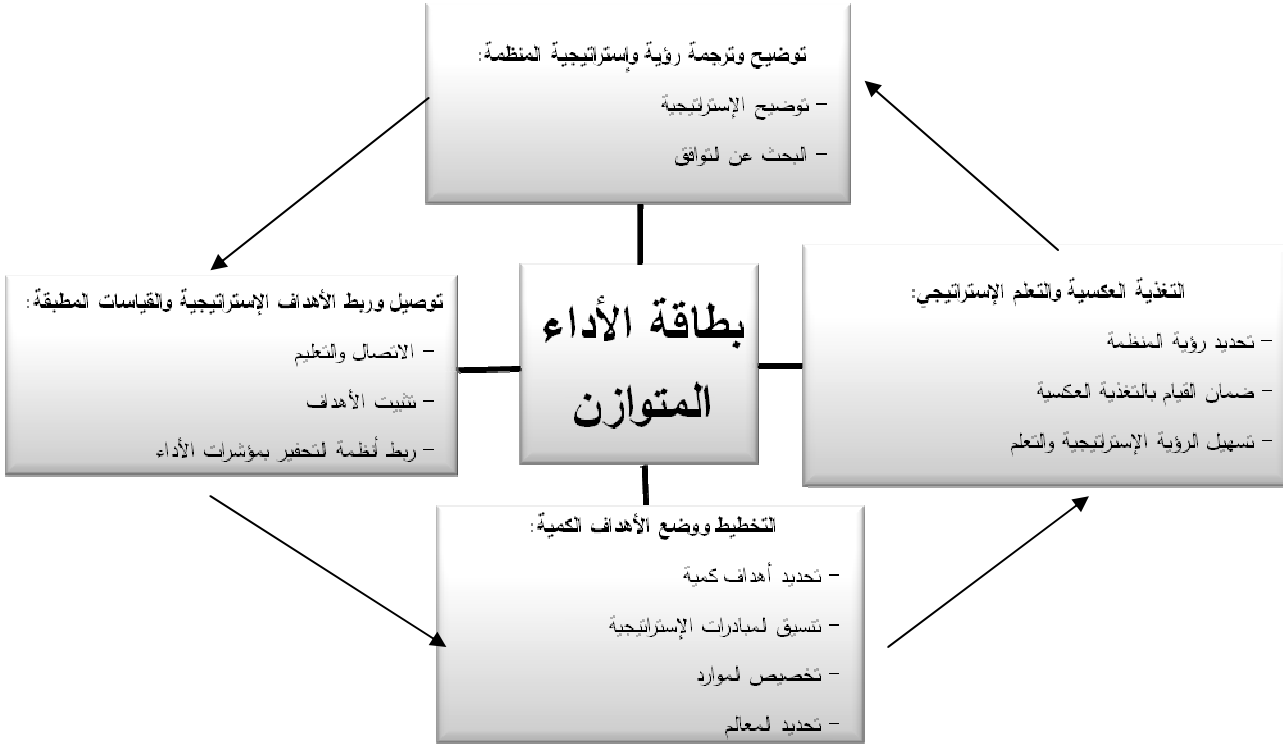 توضيح وترجمة رؤية وإستراتيجية المنظمة:
– توضيح الإستراتيجية
– البحث عن التوافق
التغذية العكسية والتعلم الإستراتيجي:
– تحديد رؤية المنظمة
– ضمان القيام بالتغذية العكسية
– تسهيل الرؤية الإستراتيجية والتعلم
بطاقة الأداء
المتوازن
توصيل وربط الأهداف الإستراتيجية والقياسات المطبقة:
– الاتصال والتعليم
– تثبيت الأهداف
– ربط أنظمة التحفيز بمؤشرات الأداء
التخطيط ووضع الأهداف الكمية:
– تحديد أهداف كمية
– تنسيق المبادرات الإستراتيجية
– تخصيص الموارد
– تحديد المعالم